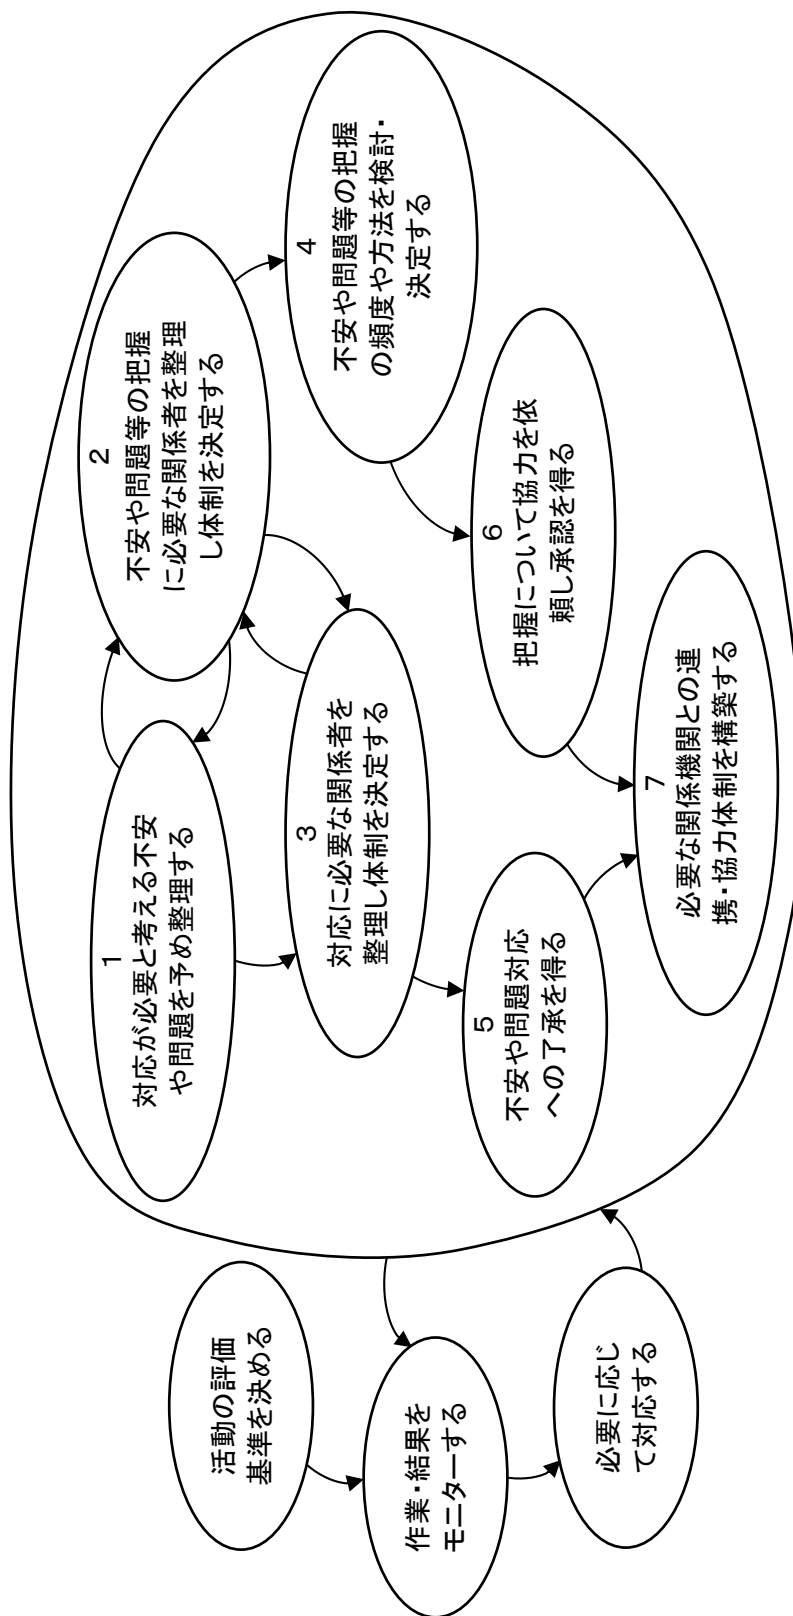 1
対応が必要と考える不安
や問題を予め整理する
2
不安や問題等の把握
に必要な関係者を整理
し体制を決定する
3
対応に必要な関係者を
整理し体制を決定する
4
不安や問題等の把握
の頻度や方法を検討・
決定する
5
不安や問題対応
への了承を得る
6
把握について協力を依
頼し承認を得る
7
必要な関係機関との連
携・協力体制を構築する
活動の評価
基準を決める
作業・結果を
モニターする
必要に応じ
て対応する